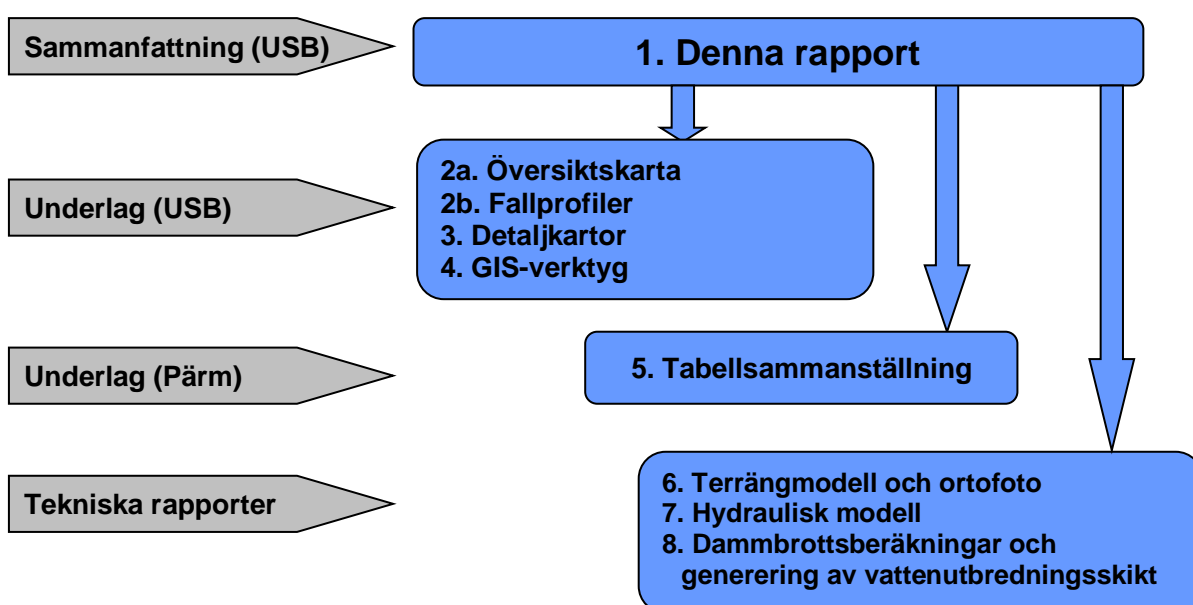 Sammanfattning (USB)
1. Denna rapport
Underlag (USB)
2a. Översiktskarta
2b. Fallprofiler
3. Detaljkartor
4. GIS-verktyg
Underlag (Pärm)
5. Tabellsammanställning
Tekniska rapporter
6. Terrängmodell och ortofoto
7. Hydraulisk modell
8. Dammbrottsberäkningar och
generering av vattenutbredningsskikt